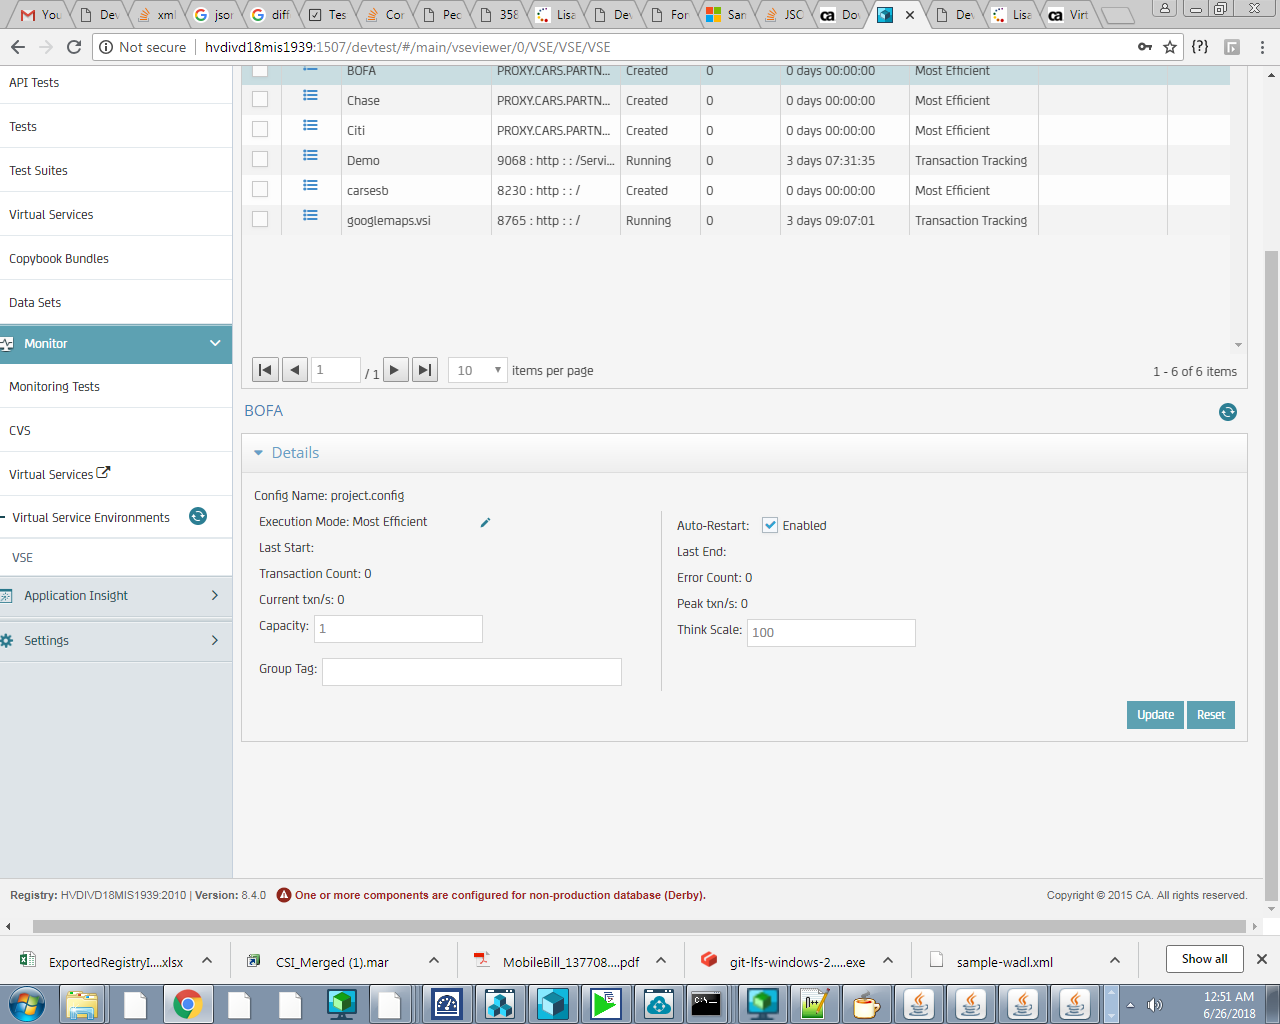 You
Dev
xml
jsor
diff
Tes
Cor
Pec
358
Lisa
Dev
For
San
JSC
Dov
Dev
Lisa
Virt
Not secure
hvdivd18mis1939:1507/devtest/#/main/vseviewer/0/VSE/VSE/VSE
API Tests
Tests
Test Suites
Virtual Services
Copybook Bundles
Data Sets
Monitor
Monitoring Tests
CVS
Virtual Services
Virtual Service Environments
VSE
Application Insight
Settings
BOFA PROXY.CARS.PARTN... Created 0 0 days 00:00:00 Most Efficient
Chase PROXY.CARS.PARTN... Created 0 0 days 00:00:00 Most Efficient
Citi PROXY.CARS.PARTN... Created 0 0 days 00:00:00 Most Efficient
Demo 9068 : http : : /Servi... Running 0 3 days 07:31:35 Transaction Tracking
carsesb 8230 : http : : / Created 0 0 days 00:00:00 Most Efficient
googlemaps.vsi 8765 : http : : / Running 0 3 days 09:07:01 Transaction Tracking
1 / 1 10 items per page 1 - 6 of 6 items
BOFA
Details
Config Name: project.config
Execution Mode: Most Efficient
Last Start:
Transaction Count: 0
Current txn/s: 0
Capacity: 1
Group Tag:
Auto-Restart: Enabled
Last End:
Error Count: 0
Peak txn/s: 0
Think Scale: 100
Update Reset
Registry: HVDIVD18MIS1939:2010 | Version: 8.4.0 One or more components are configured for non-production database (Derby). Copyright © 2015 CA. All rights reserved.
ExportedRegistryI....xlsx
CSI_Merged (1).mar
MobileBill_137708....pdf
git-lfs-windows-2.....exe
sample-wadl.xml
Show all
12:51 AM
6/26/2018